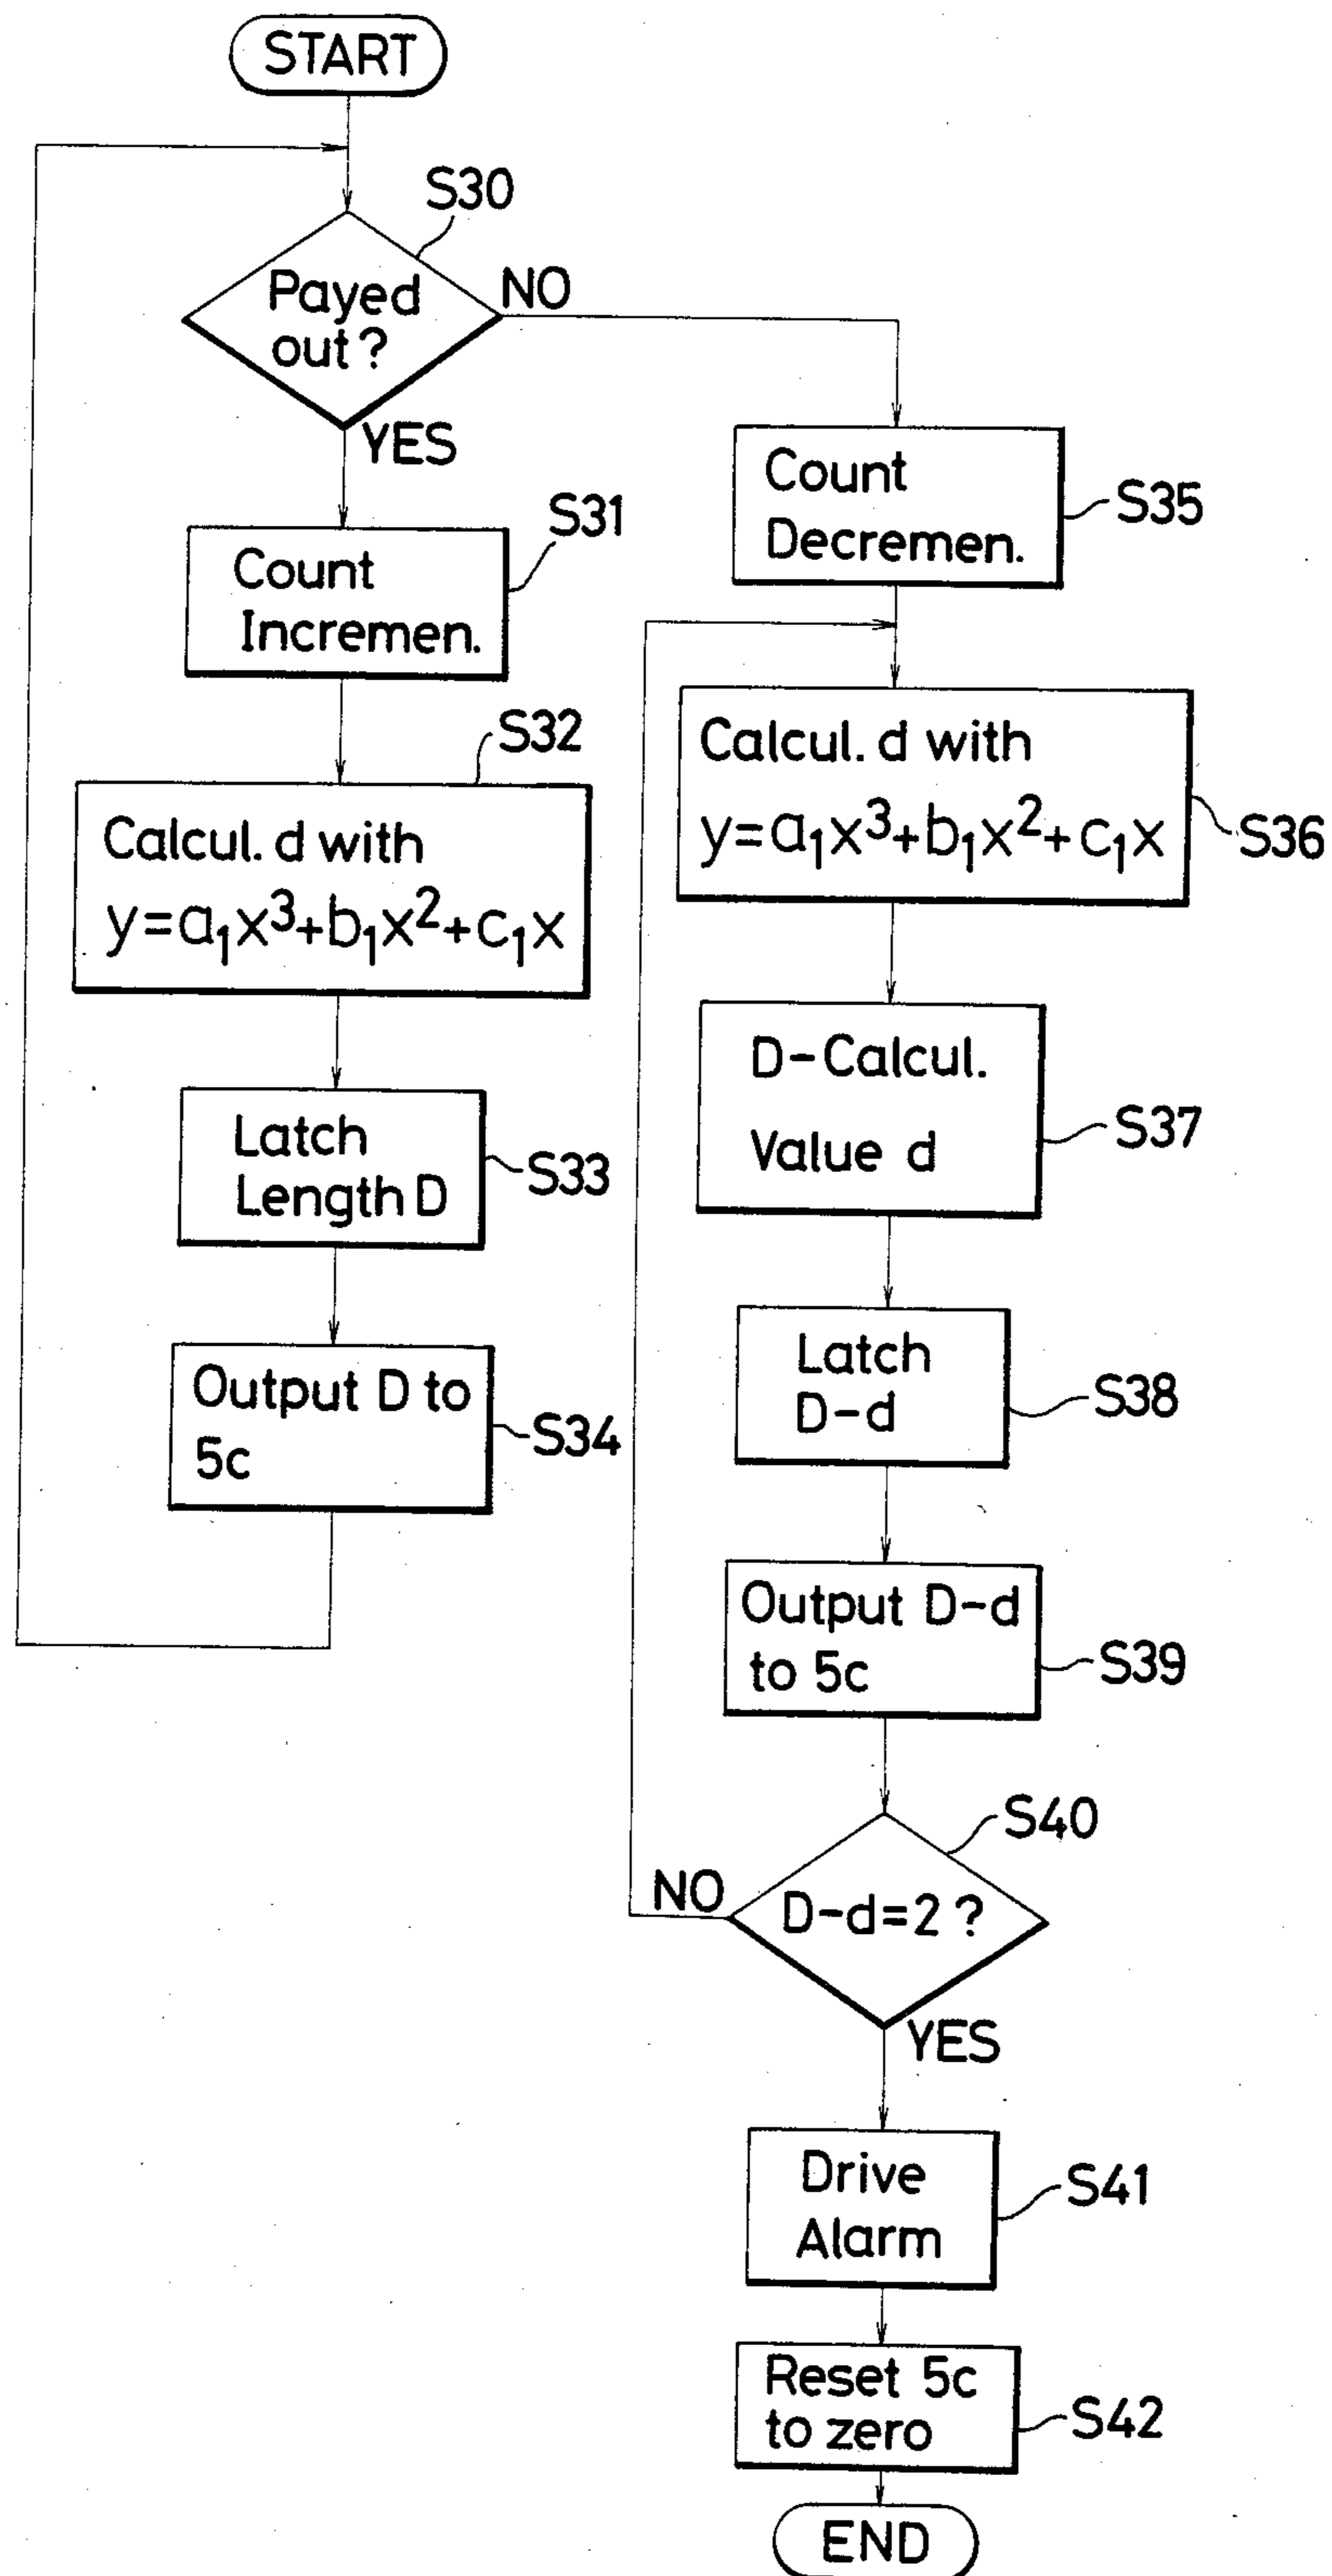 START
S30
Payed
out?
NO
YES
S31
Count
Incremen.
S32
Calcul. d with
y=a₁x³+b₁x²+c₁x
Latch
Length D
S33
Output D to
5c
S34
Count
Decremen.
S35
Calcul. d with
y=a₁x³+b₁x²+c₁x
S36
D-Calcul.
Value d
S37
Latch
D-d
S38
Output D-d
to 5c
S39
S40
NO
D-d=2?
YES
Drive
Alarm
S41
Reset 5c
to zero
S42
END